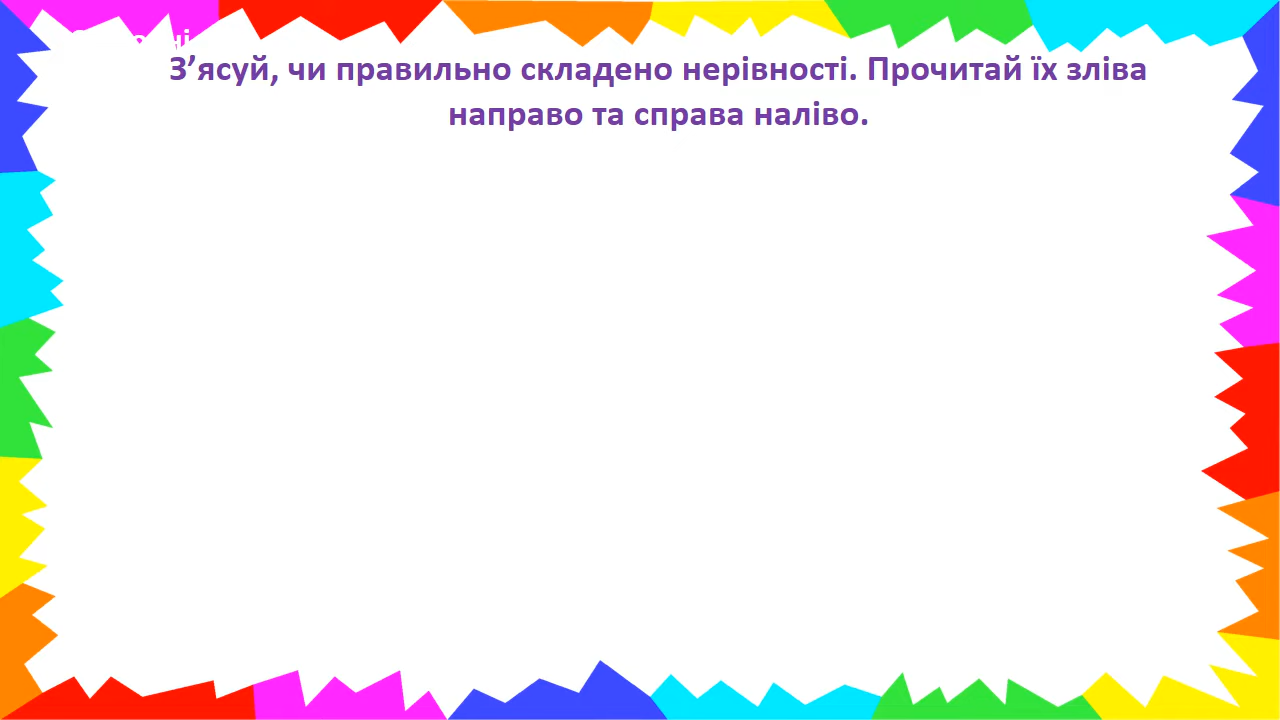 З’ясуй, чи правильно складено нерівності. Прочитай їх зліва
направо та справа наліво.